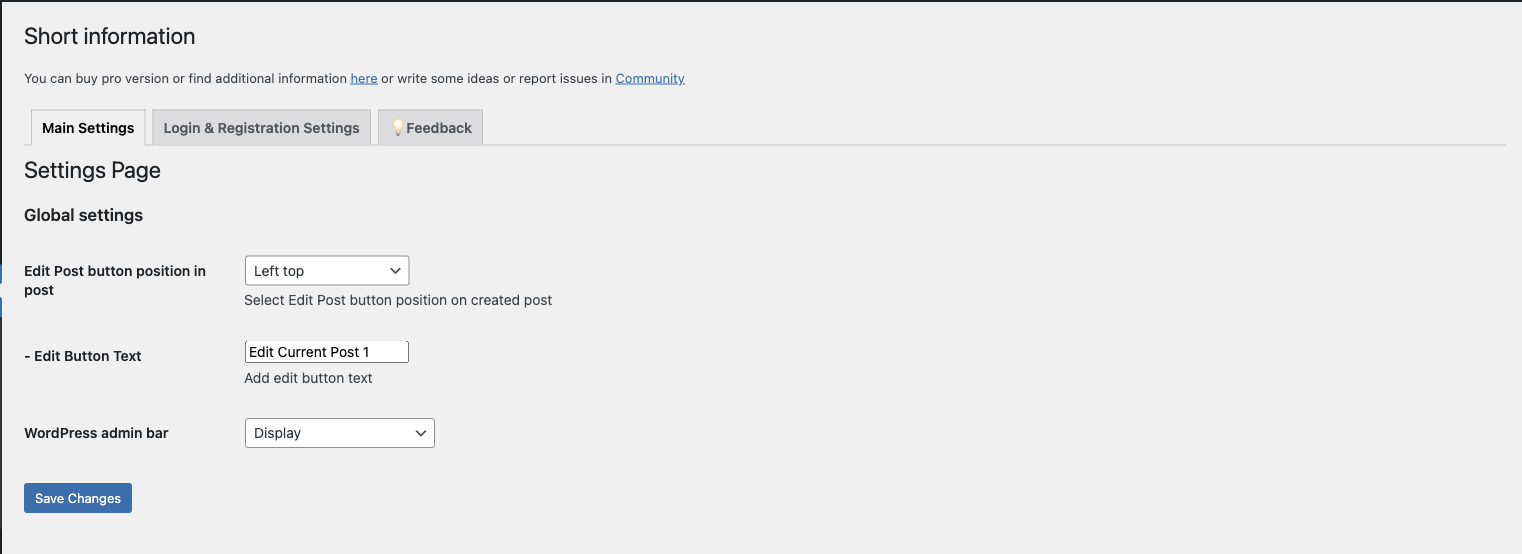 Short information
You can buy pro version or find additional information here or write some ideas or report issues in Community
Main Settings
Login & Registration Settings
💡Feedback
Settings Page
Global settings
Edit Post button position in
post
Left top
Select Edit Post button position on created post
- Edit Button Text
Edit Current Post 1
Add edit button text
WordPress admin bar
Display
Save Changes